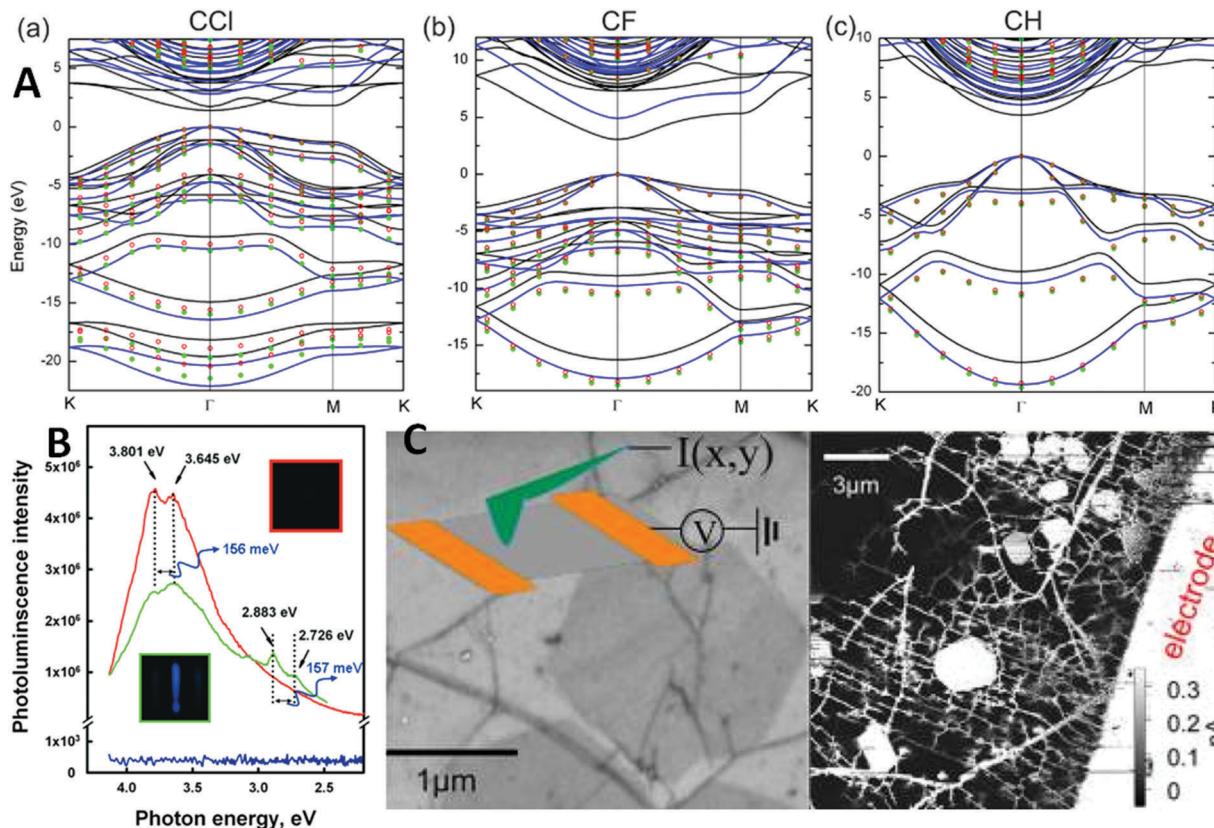 (a)
CCl
(b)
CF
(c)
CH
A
Energy (eV)
5
0
-5
-10
-15
-20
K
Γ
M
K
10
5
0
-5
-10
-15
K
Γ
M
K
10
5
0
-5
-10
-15
-20
K
Γ
M
B
3.801 eV
3.645 eV
156 meV
2.883 eV
2.726 eV
157 meV
Photoluminscence intensity
5x10⁶
4x10⁶
3x10⁶
2x10⁶
1x10⁶
1x10³
0
4.0
3.5
3.0
2.5
Photon energy, eV
C
I(x,y)
V
1µm
3µm
electrode
0.3
0.2
0.1
0